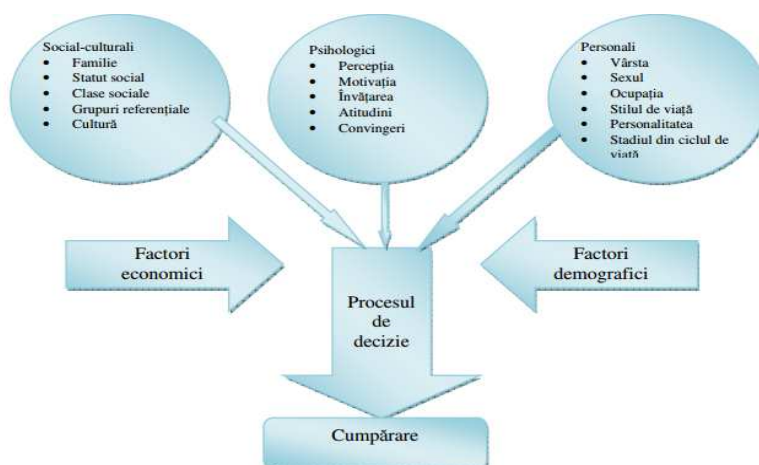 Social-culturali
• Familie
• Statut social
• Clase sociale
• Grupuri referențiale
• Cultură
Psihologici
• Percepția
• Motivația
• Învățarea
• Atitudini
• Convingeri
Personali
• Vârsta
• Sexul
• Ocupația
• Stilul de viață
• Personalitatea
• Stadiul din ciclul de
viață
Factori
economici
Factori
demografici
Procesul
de
decizie
Cumpărare